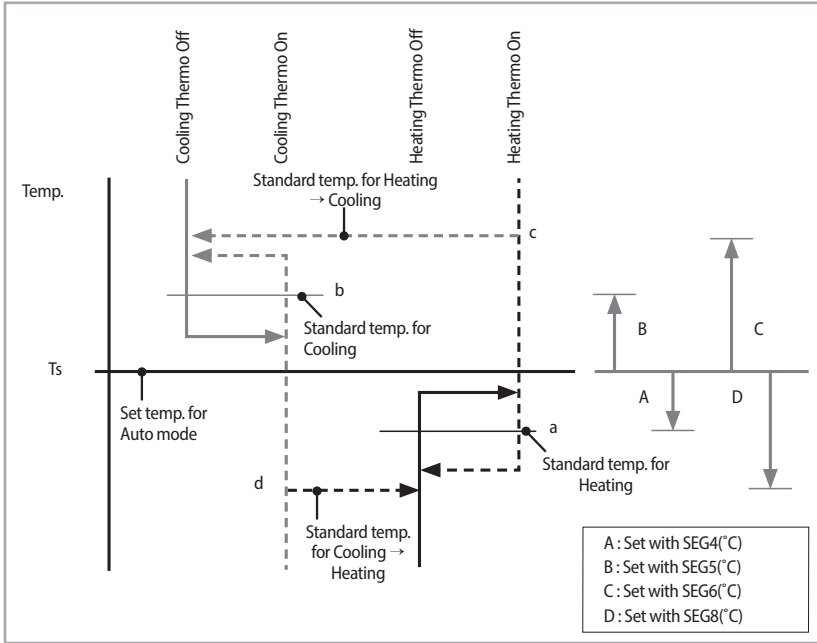 Cooling Thermo Off
Cooling Thermo On
Heating Thermo Off
Heating Thermo On
Temp.
Standard temp. for Heating
→ Cooling
c
b
Standard temp. for
Cooling
B
C
Ts
Set temp. for
Auto mode
A
D
a
Standard temp. for
Heating
d
Standard temp.
for Cooling →
Heating
A : Set with SEG4(˚C)
B : Set with SEG5(˚C)
C : Set with SEG6(˚C)
D : Set with SEG8(˚C)